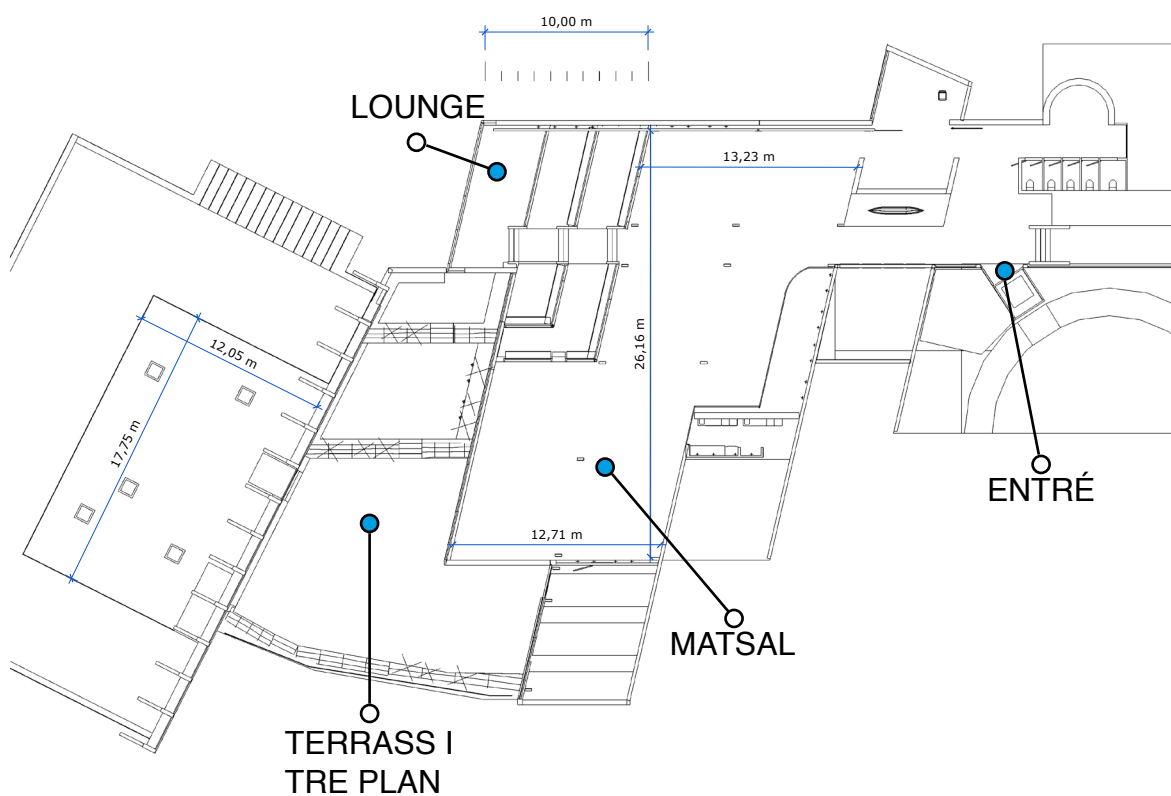 10,00 m
LOUNGE
13,23 m
12,05 m
26,16 m
17,75 m
ENTRÉ
12,71 m
MATSAL
TERRASS I
TRE PLAN